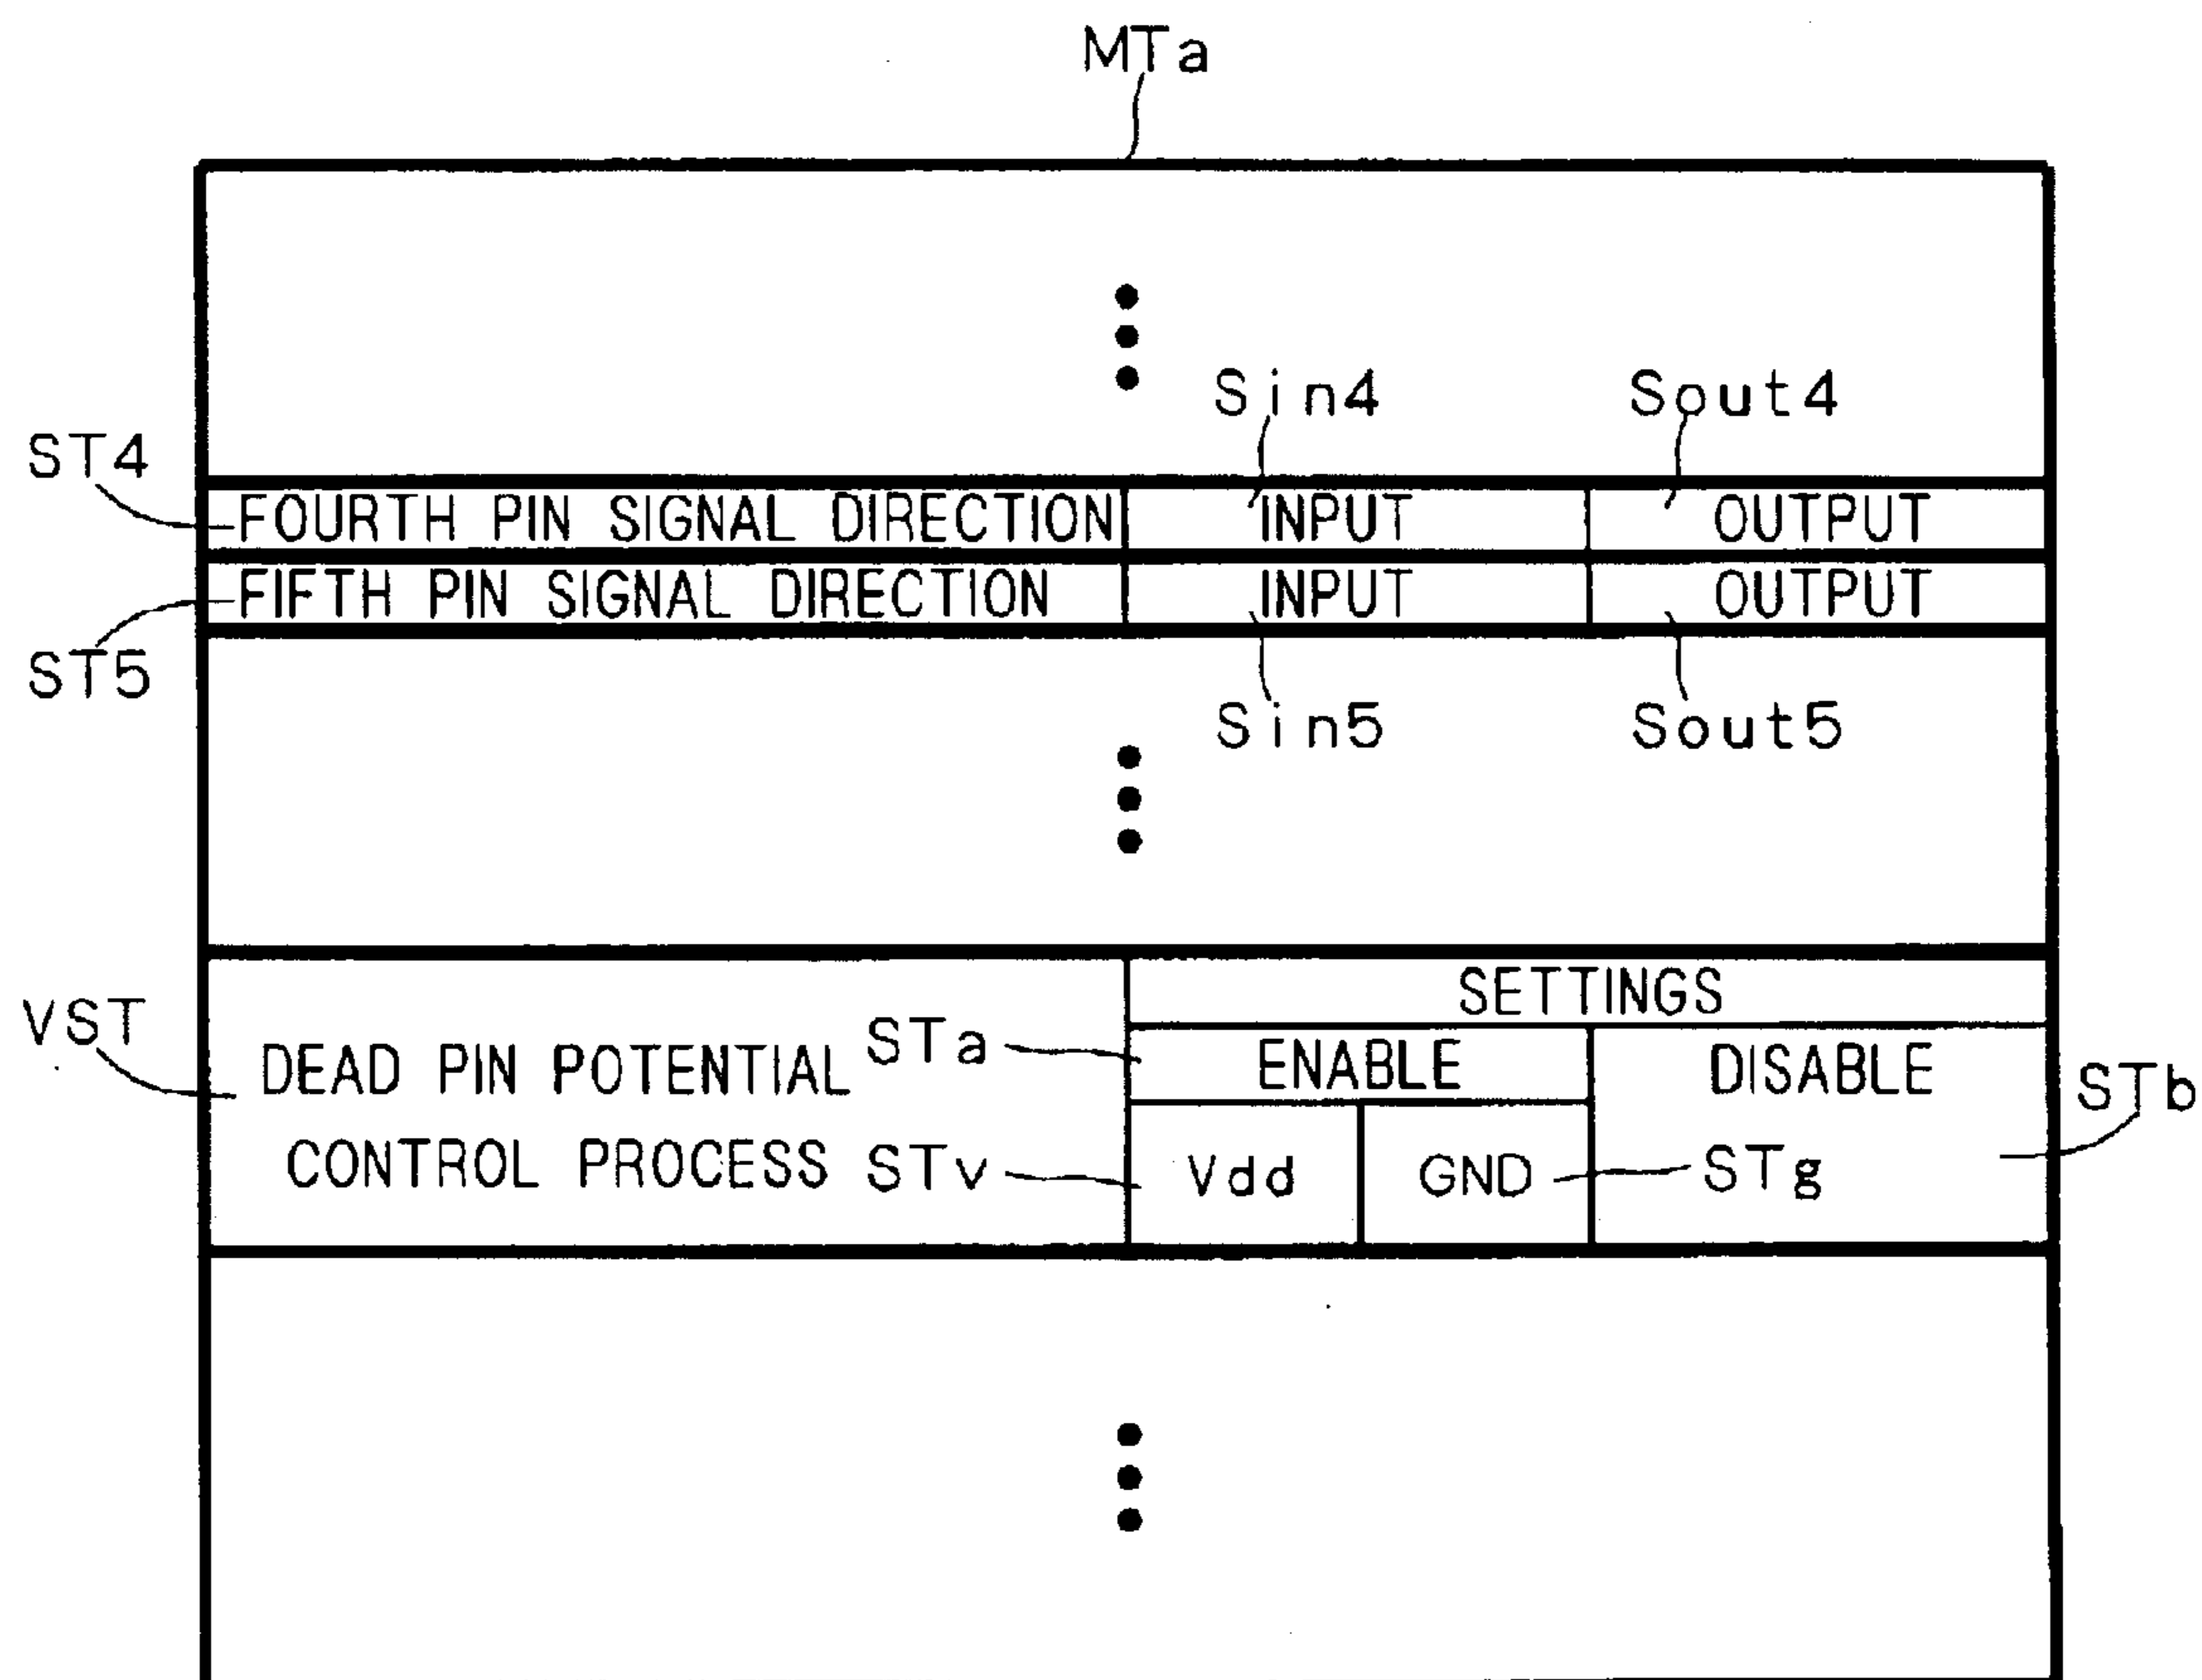 MTa
Sin4 Sout4
ST4
FOURTH PIN SIGNAL DIRECTION INPUT OUTPUT
FIFTH PIN SIGNAL DIRECTION INPUT OUTPUT
ST5
Sin5 Sout5
SETTINGS
VST
STa ENABLE DISABLE
DEAD PIN POTENTIAL
STb
CONTROL PROCESS STv Vdd GND STg